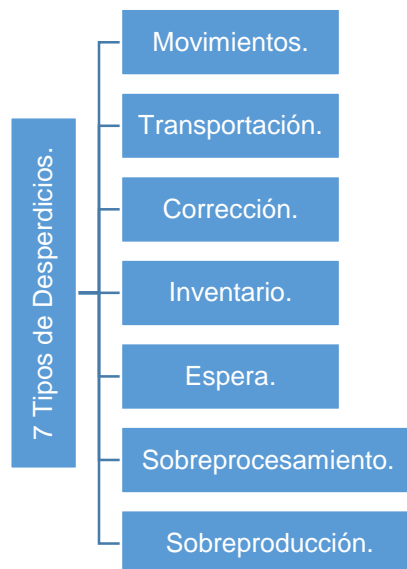 7 Tipos de Desperdicios.
Movimientos.
Transportación.
Corrección.
Inventario.
Espera.
Sobreprocesamiento.
Sobreproducción.